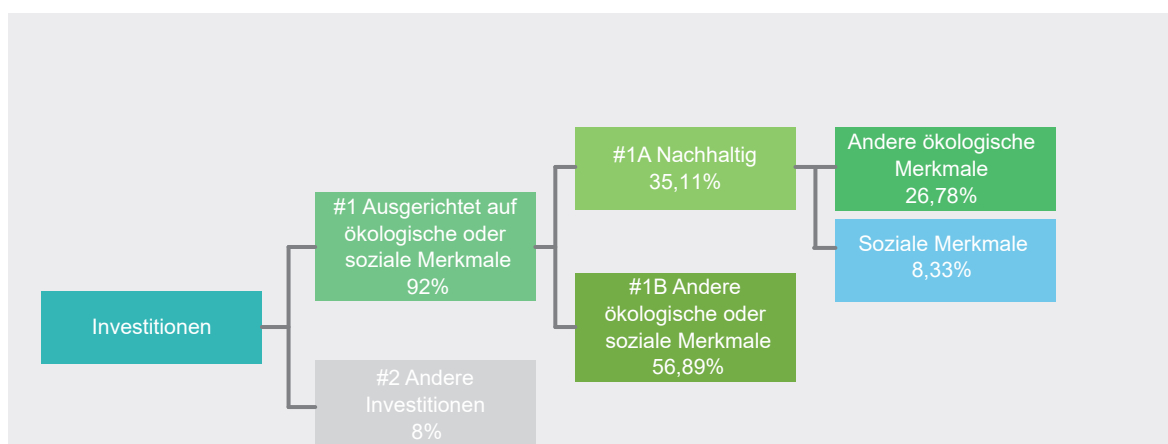 Investitionen
#1 Ausgerichtet auf
ökologische oder
soziale Merkmale
92%
#2 Andere
Investitionen
8%
#1A Nachhaltig
35,11%
#1B Andere
ökologische oder
soziale Merkmale
56,89%
Andere ökologische
Merkmale
26,78%
Soziale Merkmale
8,33%